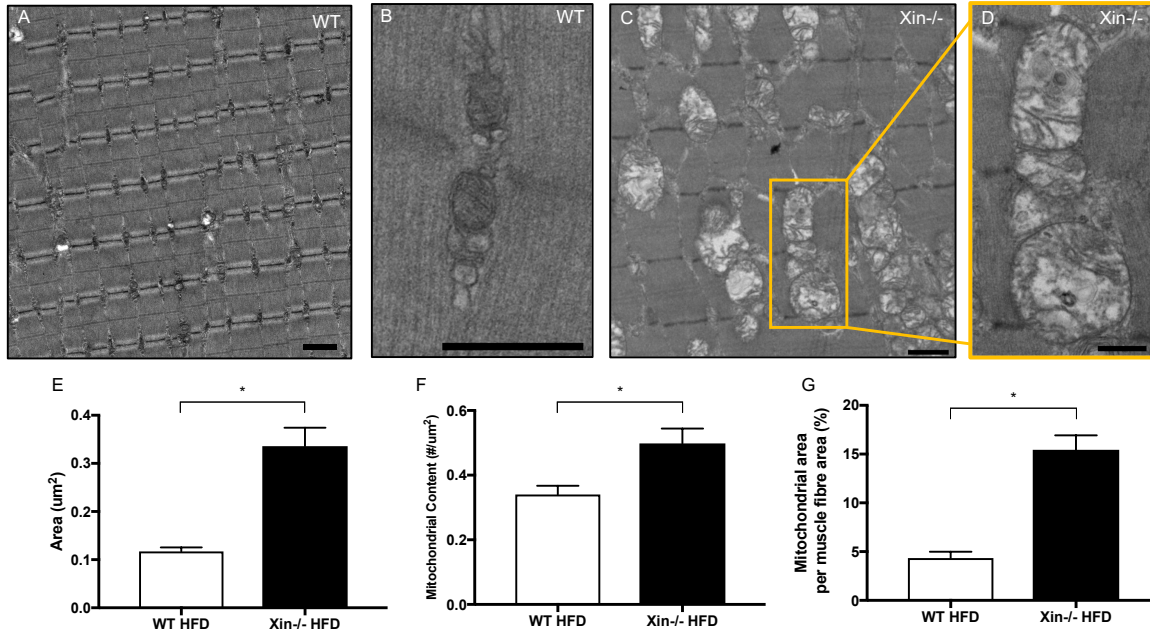 A
WT
B
WT
C
Xin-/-
D
Xin-/-
E
*
Area (um²)
0.4
0.3
0.2
0.1
0.0
WT HFD
Xin-/- HFD
F
*
Mitochondrial Content (#/um²)
0.6
0.4
0.2
0.0
WT HFD
Xin-/- HFD
G
*
Mitochondrial area
per muscle fibre area (%)
20
15
10
5
0
WT HFD
Xin-/- HFD